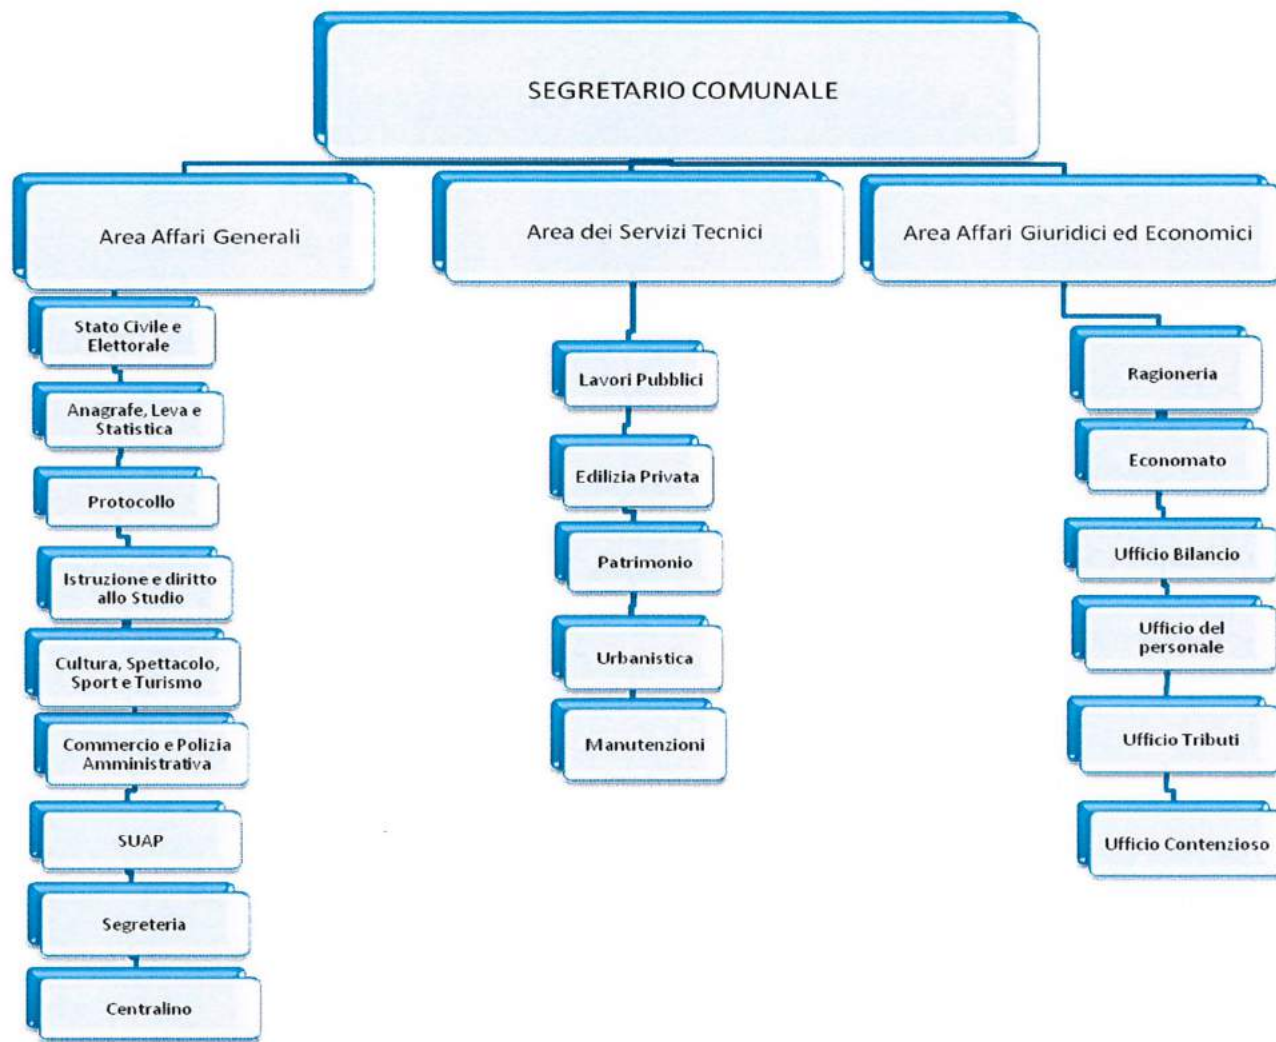 SEGRETARIO COMUNALE
Area Affari Generali
Stato Civile e
Elettorale
Anagrafe, Leva e
Statistica
Protocollo
Istruzione e diritto
allo Studio
Cultura, Spettacolo,
Sport e Turismo
Commercio e Polizia
Amministrativa
SUAP
Segreteria
Centralino
Area dei Servizi Tecnici
Lavori Pubblici
Edilizia Privata
Patrimonio
Urbanistica
Manutenzioni
Area Affari Giuridici ed Economici
Ragioneria
Economato
Ufficio Bilancio
Ufficio del
personale
Ufficio Tributi
Ufficio Contenzioso